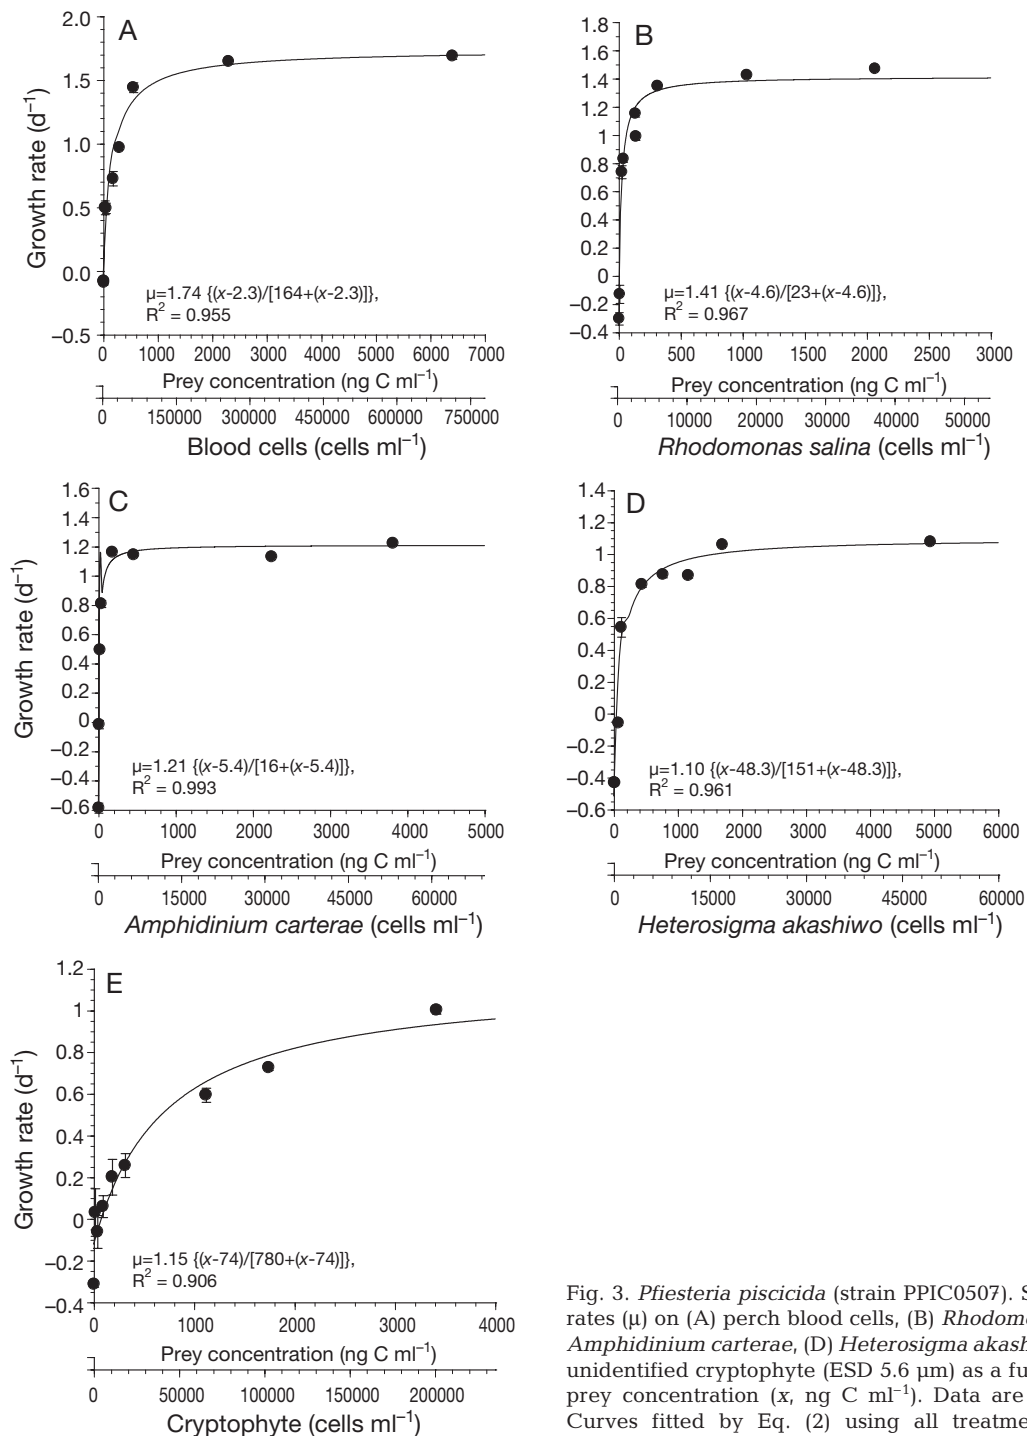 A
Growth rate (d⁻¹)
2.0
1.5
1.0
0.5
0.0
−0.5
μ=1.74 {(x-2.3)/[164+(x-2.3)]},
R² = 0.955
0 1000 2000 3000 4000 5000 6000 7000
Prey concentration (ng C ml⁻¹)
0 150000 300000 450000 600000 750000
Blood cells (cells ml⁻¹)
B
1.8
1.6
1.4
1.2
1
0.8
0.6
0.4
0.2
0
−0.2
−0.4
μ=1.41 {(x-4.6)/[23+(x-4.6)]},
R² = 0.967
0 500 1000 1500 2000 2500 3000
Prey concentration (ng C ml⁻¹)
0 10000 20000 30000 40000 50000
Rhodomonas salina (cells ml⁻¹)
C
Growth rate (d⁻¹)
1.6
1.4
1.2
1
0.8
0.6
0.4
0.2
0
−0.2
−0.4
−0.6
μ=1.21 {(x-5.4)/[16+(x-5.4)]},
R² = 0.993
0 1000 2000 3000 4000 5000
Prey concentration (ng C ml⁻¹)
0 15000 30000 45000 60000
Amphidinium carterae (cells ml⁻¹)
D
1.4
1.2
1
0.8
0.6
0.4
0.2
0
−0.2
−0.4
−0.6
μ=1.10 {(x-48.3)/[151+(x-48.3)]},
R² = 0.961
0 1000 2000 3000 4000 5000 6000
Prey concentration (ng C ml⁻¹)
0 15000 30000 45000 60000
Heterosigma akashiwo (cells ml⁻¹)
E
Growth rate (d⁻¹)
1.2
1
0.8
0.6
0.4
0.2
0
−0.2
−0.4
μ=1.15 {(x-74)/[780+(x-74)]},
R² = 0.906
0 1000 2000 3000 4000
Prey concentration (ng C ml⁻¹)
0 50000 100000 150000 200000
Cryptophyte (cells ml⁻¹)
Fig. 3. Pfiesteria piscicida (strain PPIC0507). S
rates (μ) on (A) perch blood cells, (B) Rhodomo
Amphidinium carterae, (D) Heterosigma akash
unidentified cryptophyte (ESD 5.6 μm) as a fu
prey concentration (x, ng C ml⁻¹). Data are
Curves fitted by Eq. (2) using all treatme